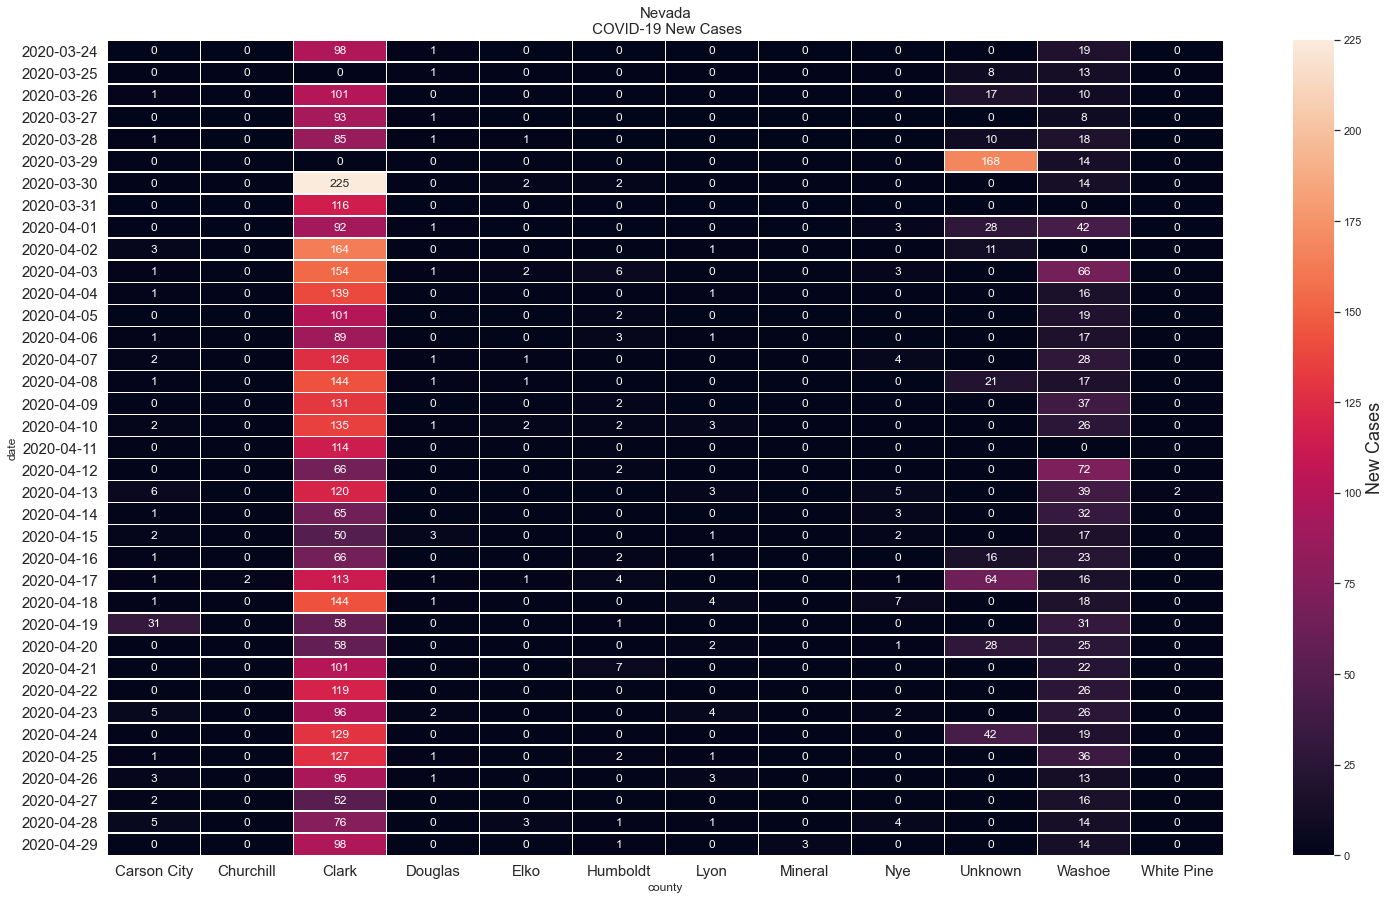 Nevada
COVID-19 New Cases
2020-03-24 0 0 98 1 0 0 0 0 0 0 19 0
2020-03-25 0 0 0 1 0 0 0 0 0 8 13 0
2020-03-26 1 0 101 0 0 0 0 0 0 17 10 0
2020-03-27 0 0 93 1 0 0 0 0 0 0 8 0
2020-03-28 1 0 85 1 1 0 0 0 0 10 18 0
2020-03-29 0 0 0 0 0 0 0 0 0 168 14 0
2020-03-30 0 0 225 0 2 2 0 0 0 0 14 0
2020-03-31 0 0 116 0 0 0 0 0 0 0 0 0
2020-04-01 0 0 92 1 0 0 0 0 3 28 42 0
2020-04-02 3 0 164 0 0 0 1 0 0 11 0 0
2020-04-03 1 0 154 1 2 6 0 0 3 0 66 0
2020-04-04 1 0 139 0 0 0 1 0 0 0 16 0
2020-04-05 0 0 101 0 0 2 0 0 0 0 19 0
2020-04-06 1 0 89 0 0 3 1 0 0 0 17 0
2020-04-07 2 0 126 1 1 0 0 0 4 0 28 0
2020-04-08 1 0 144 1 1 0 0 0 0 21 17 0
2020-04-09 0 0 131 0 0 2 0 0 0 0 37 0
2020-04-10 2 0 135 1 2 2 3 0 0 0 26 0
2020-04-11 0 0 114 0 0 0 0 0 0 0 0 0
2020-04-12 0 0 66 0 0 2 0 0 0 0 72 0
2020-04-13 6 0 120 0 0 0 3 0 5 0 39 2
2020-04-14 1 0 65 0 0 0 0 0 3 0 32 0
2020-04-15 2 0 50 3 0 0 1 0 2 0 17 0
2020-04-16 1 0 66 0 0 2 1 0 0 16 23 0
2020-04-17 1 2 113 1 1 4 0 0 1 64 16 0
2020-04-18 1 0 144 1 0 0 4 0 7 0 18 0
2020-04-19 31 0 58 0 0 1 0 0 0 0 31 0
2020-04-20 0 0 58 0 0 0 2 0 1 28 25 0
2020-04-21 0 0 101 0 0 7 0 0 0 0 22 0
2020-04-22 0 0 119 0 0 0 0 0 0 0 26 0
2020-04-23 5 0 96 2 0 0 4 0 2 0 26 0
2020-04-24 0 0 129 0 0 0 0 0 0 42 19 0
2020-04-25 1 0 127 1 0 2 1 0 0 0 36 0
2020-04-26 3 0 95 1 0 0 3 0 0 0 13 0
2020-04-27 2 0 52 0 0 0 0 0 0 0 16 0
2020-04-28 5 0 76 0 3 1 1 0 4 0 14 0
2020-04-29 0 0 98 0 0 1 0 3 0 0 14 0
Carson City Churchill Clark Douglas Elko Humboldt Lyon Mineral Nye Unknown Washoe White Pine
county
date
225
200
175
150
125
100
75
50
25
0
New Cases